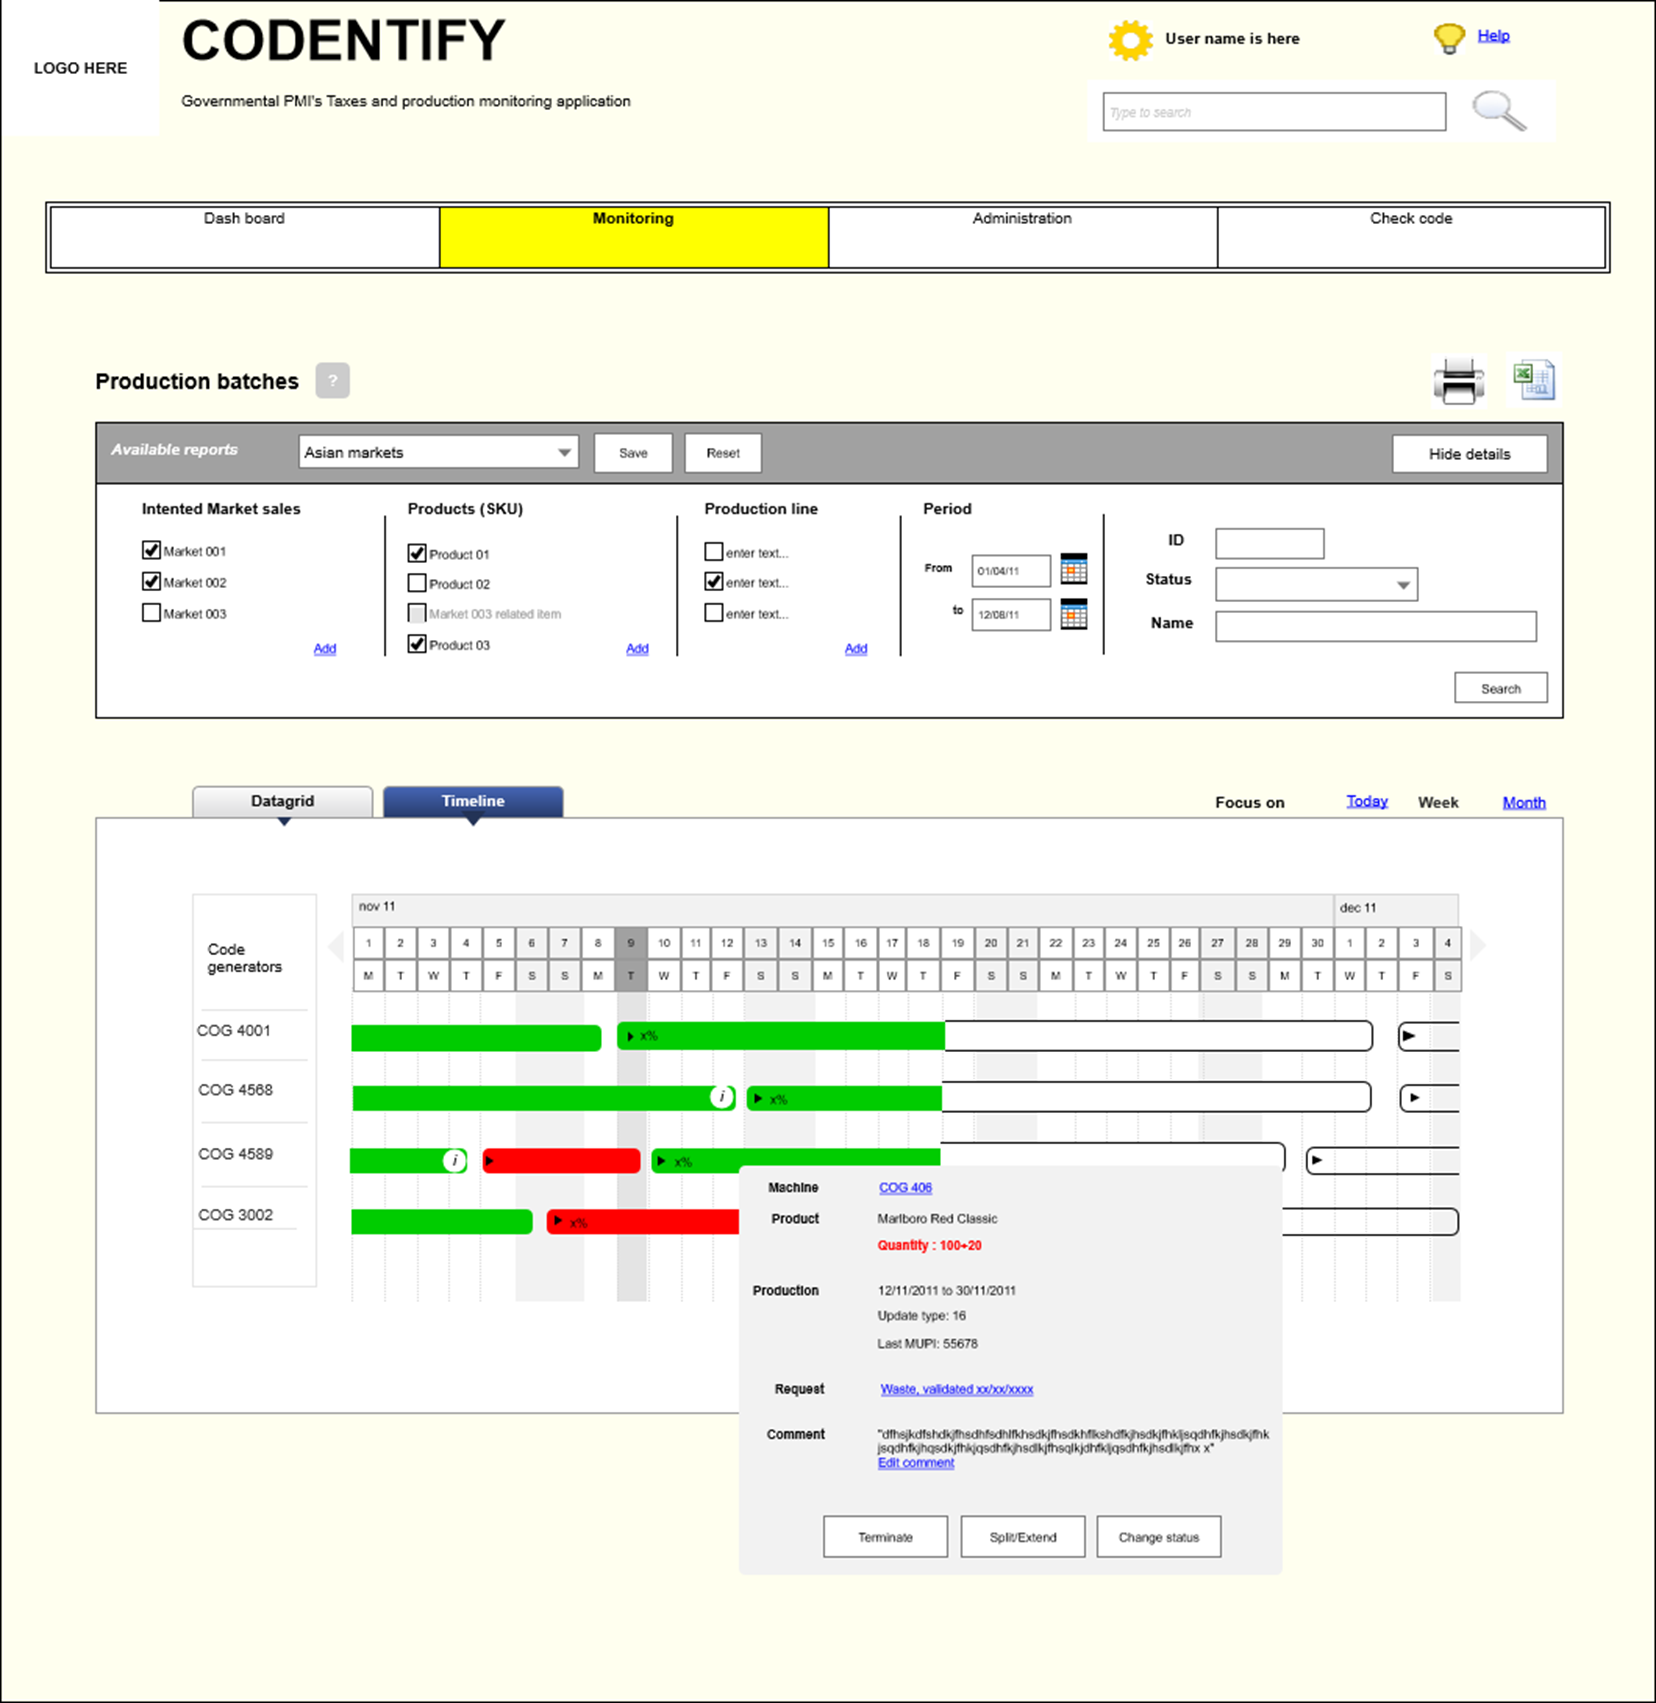 LOGO HERE
CODENTIFY
Governmental PMI's Taxes and production monitoring application
User name is here
Help
Type to search
Dash board
Monitoring
Administration
Check code
Production batches
?
Available reports
Asian markets
Save
Reset
Hide details
Intented Market sales
Market 001
Market 002
Market 003
Add
Products (SKU)
Product 01
Product 02
Market 003 related item
Product 03
Add
Production line
enter text...
enter text...
enter text...
Add
Period
From
01/04/11
to
12/08/11
ID
Status
Name
Search
Datagrid
Timeline
Focus on
Today
Week
Month
Code
generators
nov 11
dec 11
1 2 3 4 5 6 7 8 9 10 11 12 13 14 15 16 17 18 19 20 21 22 23 24 25 26 27 28 29 30 1 2 3 4
M T W T F S S M T W T F S S M T W T F S S M T W T F S S M T W T F S
COG 4001
x%
COG 4568
i
x%
COG 4589
i
x%
COG 3002
x%
Machine
COG 406
Product
Marlboro Red Classic
Quantity : 100+20
Production
12/11/2011 to 30/11/2011
Update type: 16
Last MUPI: 55678
Request
Waste, validated xx/xx/xxxx
Comment
Edit comment
Terminate
Split/Extend
Change status